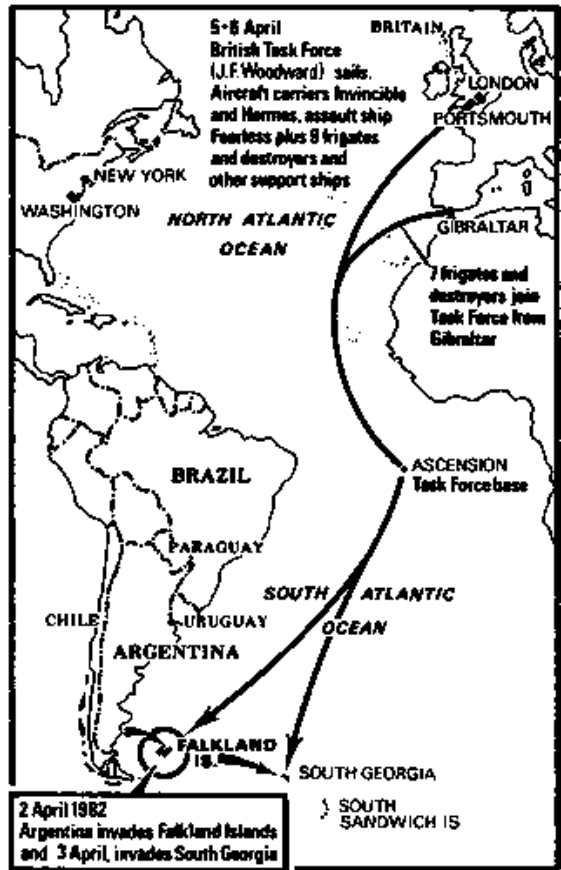 5-6 April
British Task Force
(J.F. Woodward) sails.
Aircraft carriers Invincible
and Hermes, assault ship
Fearless plus 9 frigates
and destroyers and
other support ships
BRITAIN
LONDON
PORTSMOUTH
NEW YORK
WASHINGTON
NORTH ATLANTIC
OCEAN
GIBRALTAR
7 frigates and
destroyers join
Task Force from
Gibraltar
ASCENSION
Task Force base
BRAZIL
PARAGUAY
SOUTH ATLANTIC
OCEAN
CHILE
URUGUAY
ARGENTINA
FALKLAND
IS.
SOUTH GEORGIA
SOUTH
SANDWICH IS
2 April 1982
Argentina invades Falkland Islands
and 3 April, invades South Georgia